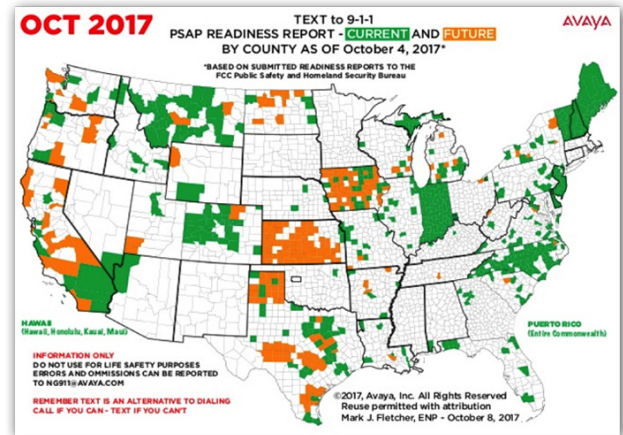 OCT 2017
TEXT to 9-1-1
PSAP READINESS REPORT - CURRENT AND FUTURE
BY COUNTY AS OF October 4, 2017*
*BASED ON SUBMITTED READINESS REPORTS TO THE
FCC Public Safety and Homeland Security Bureau
AVAYA
HAWAII
(Hawaii, Honolulu, Kauai, Maui)
PUERTO RICO
(Entire Commonwealth)
INFORMATION ONLY
DO NOT USE FOR LIFE SAFETY PURPOSES
ERRORS AND OMMISSIONS CAN BE REPORTED
TO NG911@AVAYA.COM
REMEMBER TEXT IS AN ALTERNATIVE TO DIALING
CALL IF YOU CAN - TEXT IF YOU CAN'T
©2017, Avaya, Inc. All Rights Reserved
Reuse permitted with attribution
Mark J. Fletcher, ENP - October 8, 2017